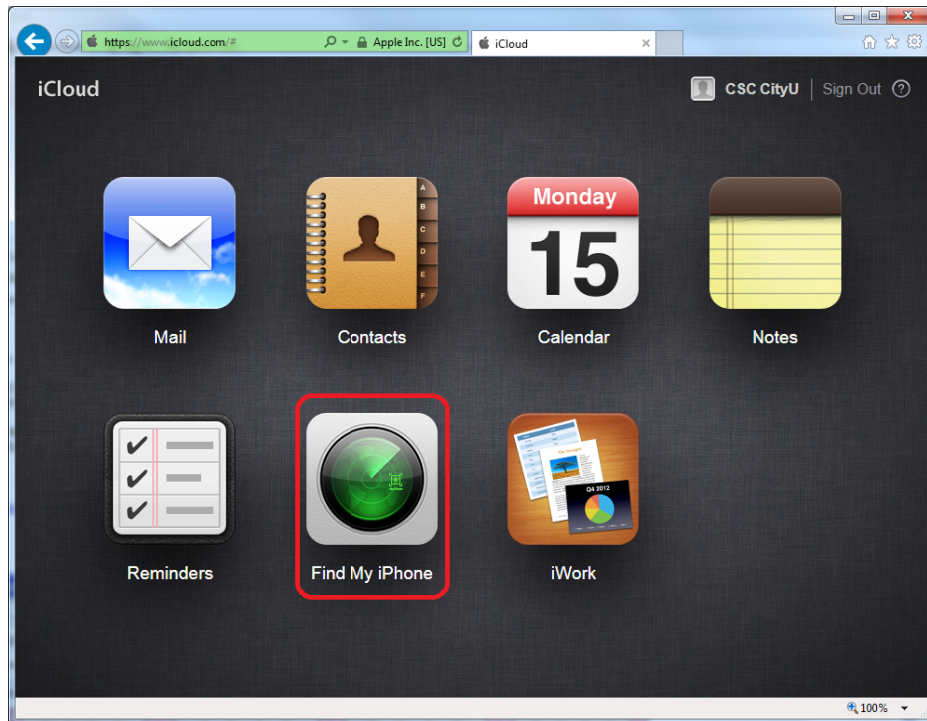 https://www.icloud.com/# Apple Inc. [US] iCloud
iCloud CSC CityU Sign Out ?
A
B
C
D
E
F
Monday
15
Mail Contacts Calendar Notes
Q4 2012
Reminders Find My iPhone iWork
100%